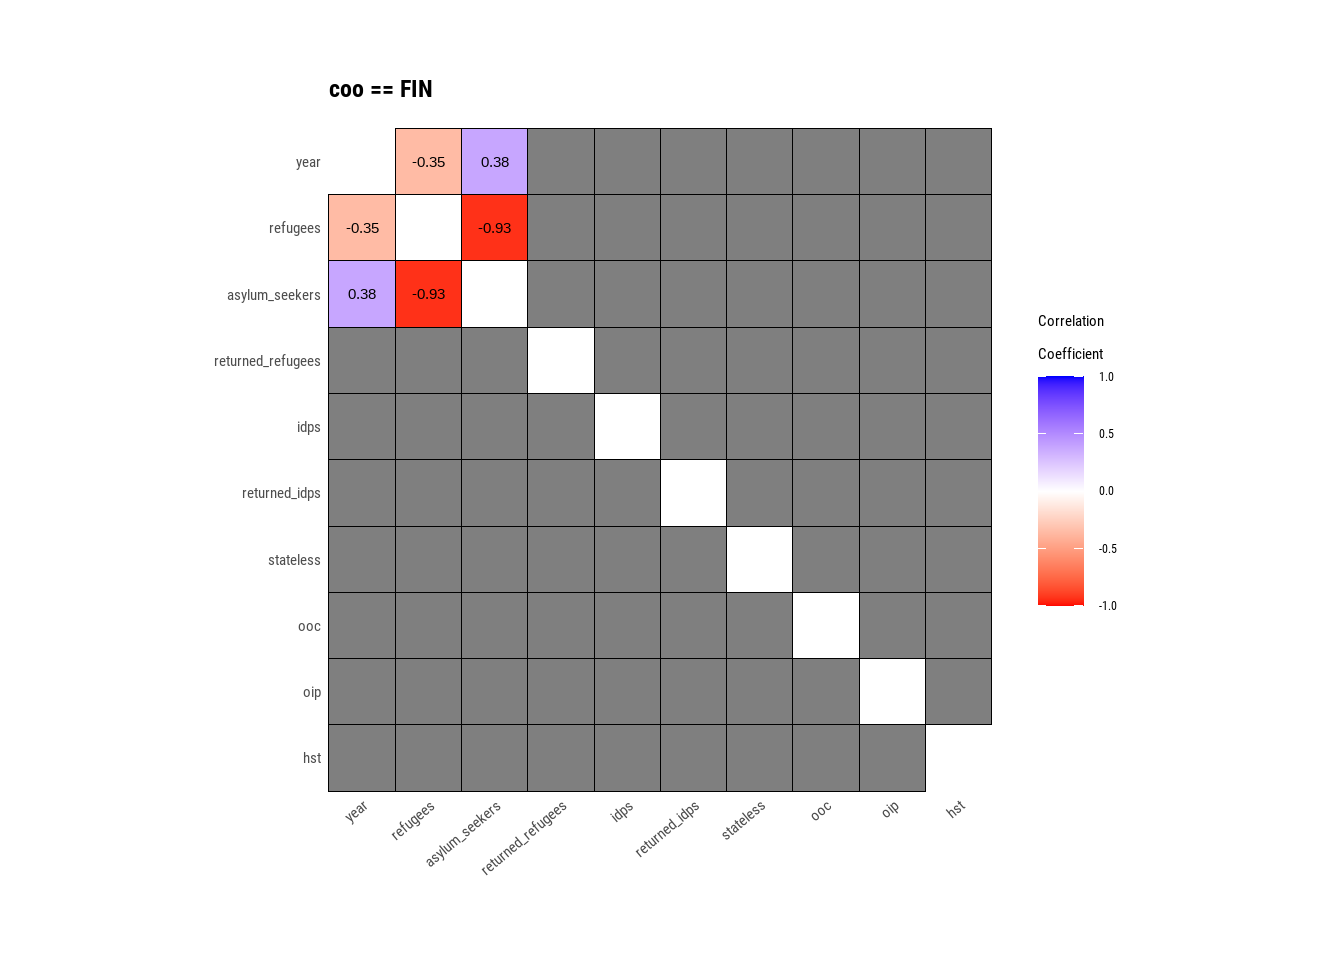 coo == FIN
year -0.35 0.38
refugees -0.35 -0.93
asylum_seekers 0.38 -0.93
returned_refugees
idps
returned_idps
stateless
ooc
oip
hst
year refugees asylum_seekers returned_refugees idps returned_idps stateless ooc oip hst
Correlation
Coefficient
1.0
0.5
0.0
-0.5
-1.0